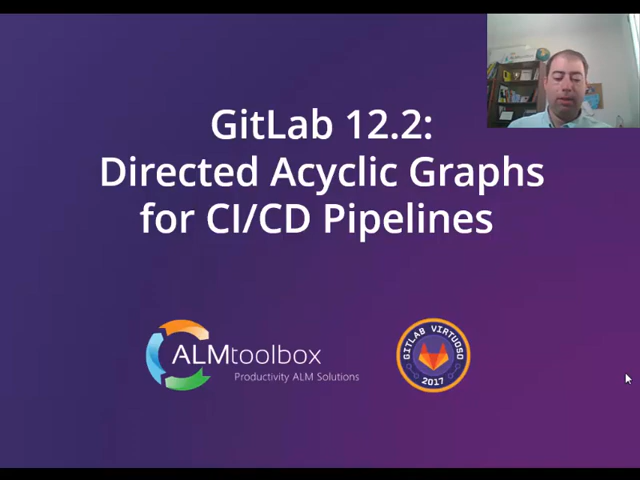 GitLab 12.2:
Directed Acyclic Graphs
for CI/CD Pipelines
ALMtoolbox
Productivity ALM Solutions
GITLAB VIRTUOSO
2017